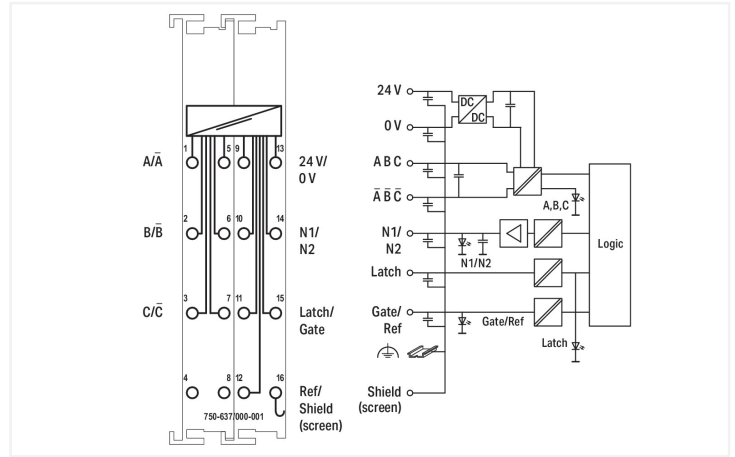 1
5
9
13
A/A̅
24 V/
0 V
2
6
10
14
B/B̅
N1/
N2
3
7
11
15
C/C̅
Latch/
Gate
4
8
12
16
Ref/
Shield
(screen)
750-637/000-001
24 V
DC
DC
0 V
A B C
A̅ B̅ C̅
A,B,C
N1/
N2
N1/N2
Logic
Latch
Gate/
Ref
Gate/Ref
Latch
Shield
(screen)